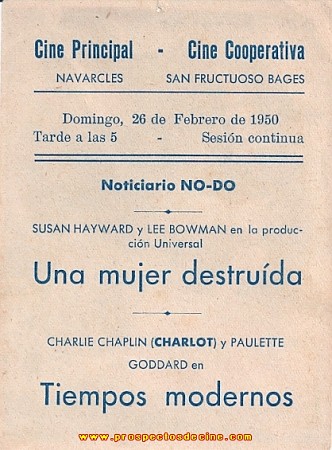 Cine Principal - Cine Cooperativa
NAVARCLES SAN FRUCTUOSO BAGES
Domingo, 26 de Febrero de 1950
Tarde a las 5 - Sesión continua
Noticiario NO-DO
SUSAN HAYWARD y LEE BOWMAN en la produc-
ción Universal
Una mujer destruída
CHARLIE CHAPLIN (CHARLOT) y PAULETTE
GODDARD en
Tiempos modernos
www.prospectosdecine.com